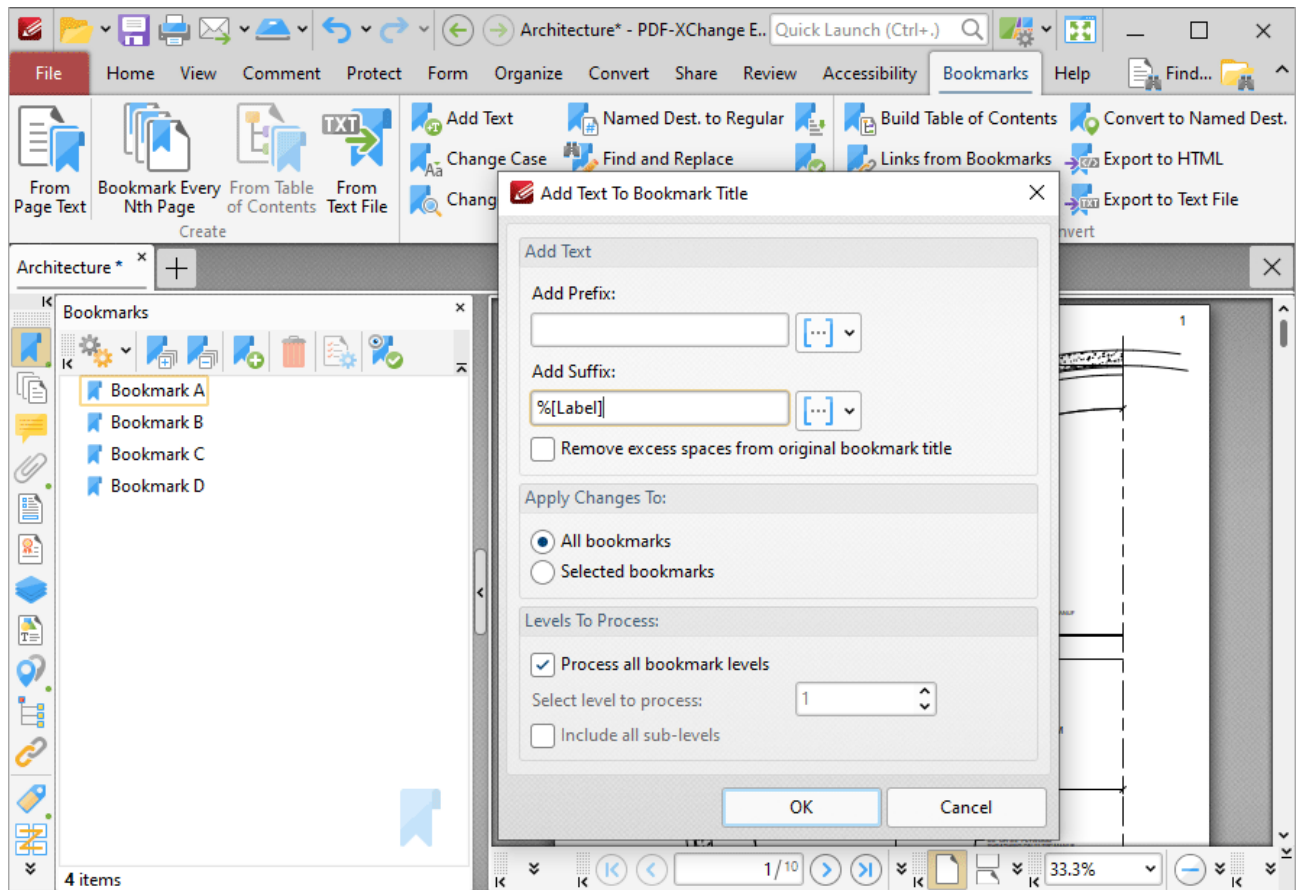 Architecture* - PDF-XChange E..
Quick Launch (Ctrl+.)
File Home View Comment Protect Form Organize Convert Share Review Accessibility Bookmarks Help Find...
From Page Text
Bookmark Every Nth Page
From Table of Contents
TXT
From Text File
Create
Add Text
Change Case
Chang
Named Dest. to Regular
Find and Replace
Build Table of Contents
Links from Bookmarks
Convert to Named Dest.
Export to HTML
TXT
Export to Text File
nvert
Architecture *
Bookmarks
Bookmark A
Bookmark B
Bookmark C
Bookmark D
4 items
Add Text To Bookmark Title
Add Text
Add Prefix:
Add Suffix:
%[Label]
Remove excess spaces from original bookmark title
Apply Changes To:
All bookmarks
Selected bookmarks
Levels To Process:
Process all bookmark levels
Select level to process:
1
Include all sub-levels
OK
Cancel
1
1/10
33.3%